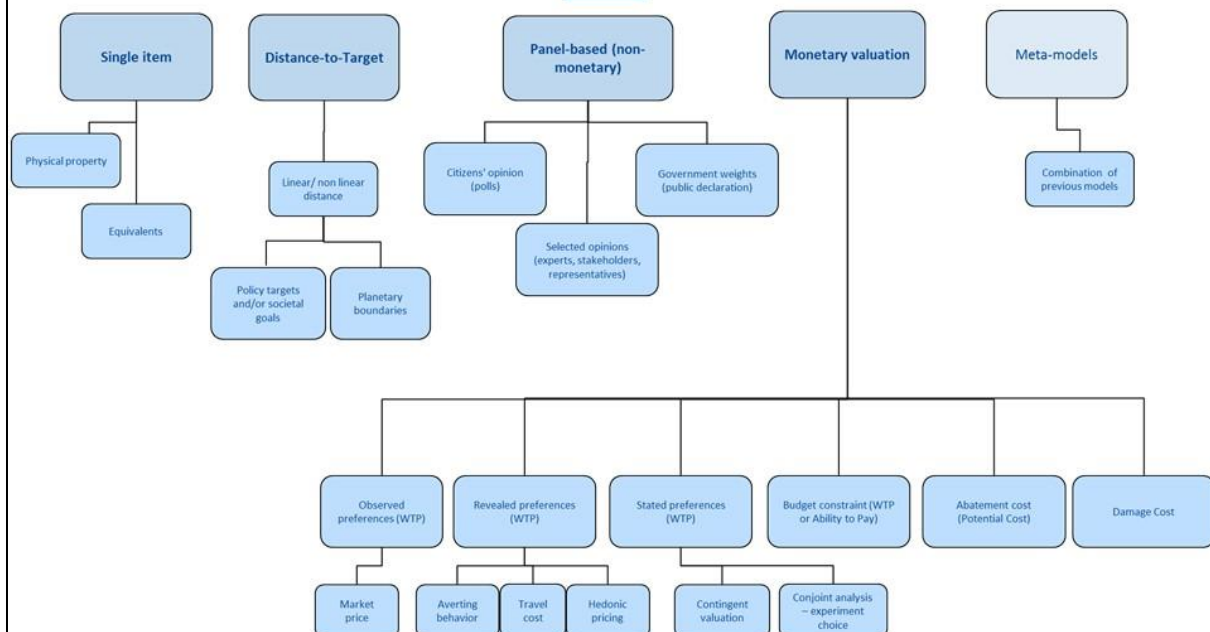 Single item
Distance-to-Target
Panel-based (non-
monetary)
Monetary valuation
Meta-models
Physical property
Equivalents
Linear/ non linear
distance
Policy targets
and/or societal
goals
Planetary
boundaries
Citizens' opinion
(polls)
Selected opinions
(experts, stakeholders,
representatives)
Government weights
(public declaration)
Combination of
previous models
Observed
preferences (WTP)
Revealed preferences
(WTP)
Stated preferences
(WTP)
Budget constraint (WTP
or Ability to Pay)
Abatement cost
(Potential Cost)
Damage Cost
Market
price
Averting
behavior
Travel
cost
Hedonic
pricing
Contingent
valuation
Conjoint analysis
– experiment
choice